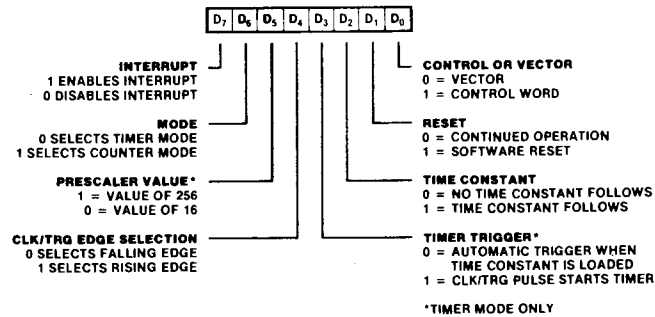 D7 D6 D5 D4 D3 D2 D1 D0
INTERRUPT
1 ENABLES INTERRUPT
0 DISABLES INTERRUPT
MODE
0 SELECTS TIMER MODE
1 SELECTS COUNTER MODE
PRESCALER VALUE*
1 = VALUE OF 256
0 = VALUE OF 16
CLK/TRG EDGE SELECTION
0 SELECTS FALLING EDGE
1 SELECTS RISING EDGE
CONTROL OR VECTOR
0 = VECTOR
1 = CONTROL WORD
RESET
0 = CONTINUED OPERATION
1 = SOFTWARE RESET
TIME CONSTANT
0 = NO TIME CONSTANT FOLLOWS
1 = TIME CONSTANT FOLLOWS
TIMER TRIGGER*
0 = AUTOMATIC TRIGGER WHEN
TIME CONSTANT IS LOADED
1 = CLK/TRG PULSE STARTS TIMER
*TIMER MODE ONLY